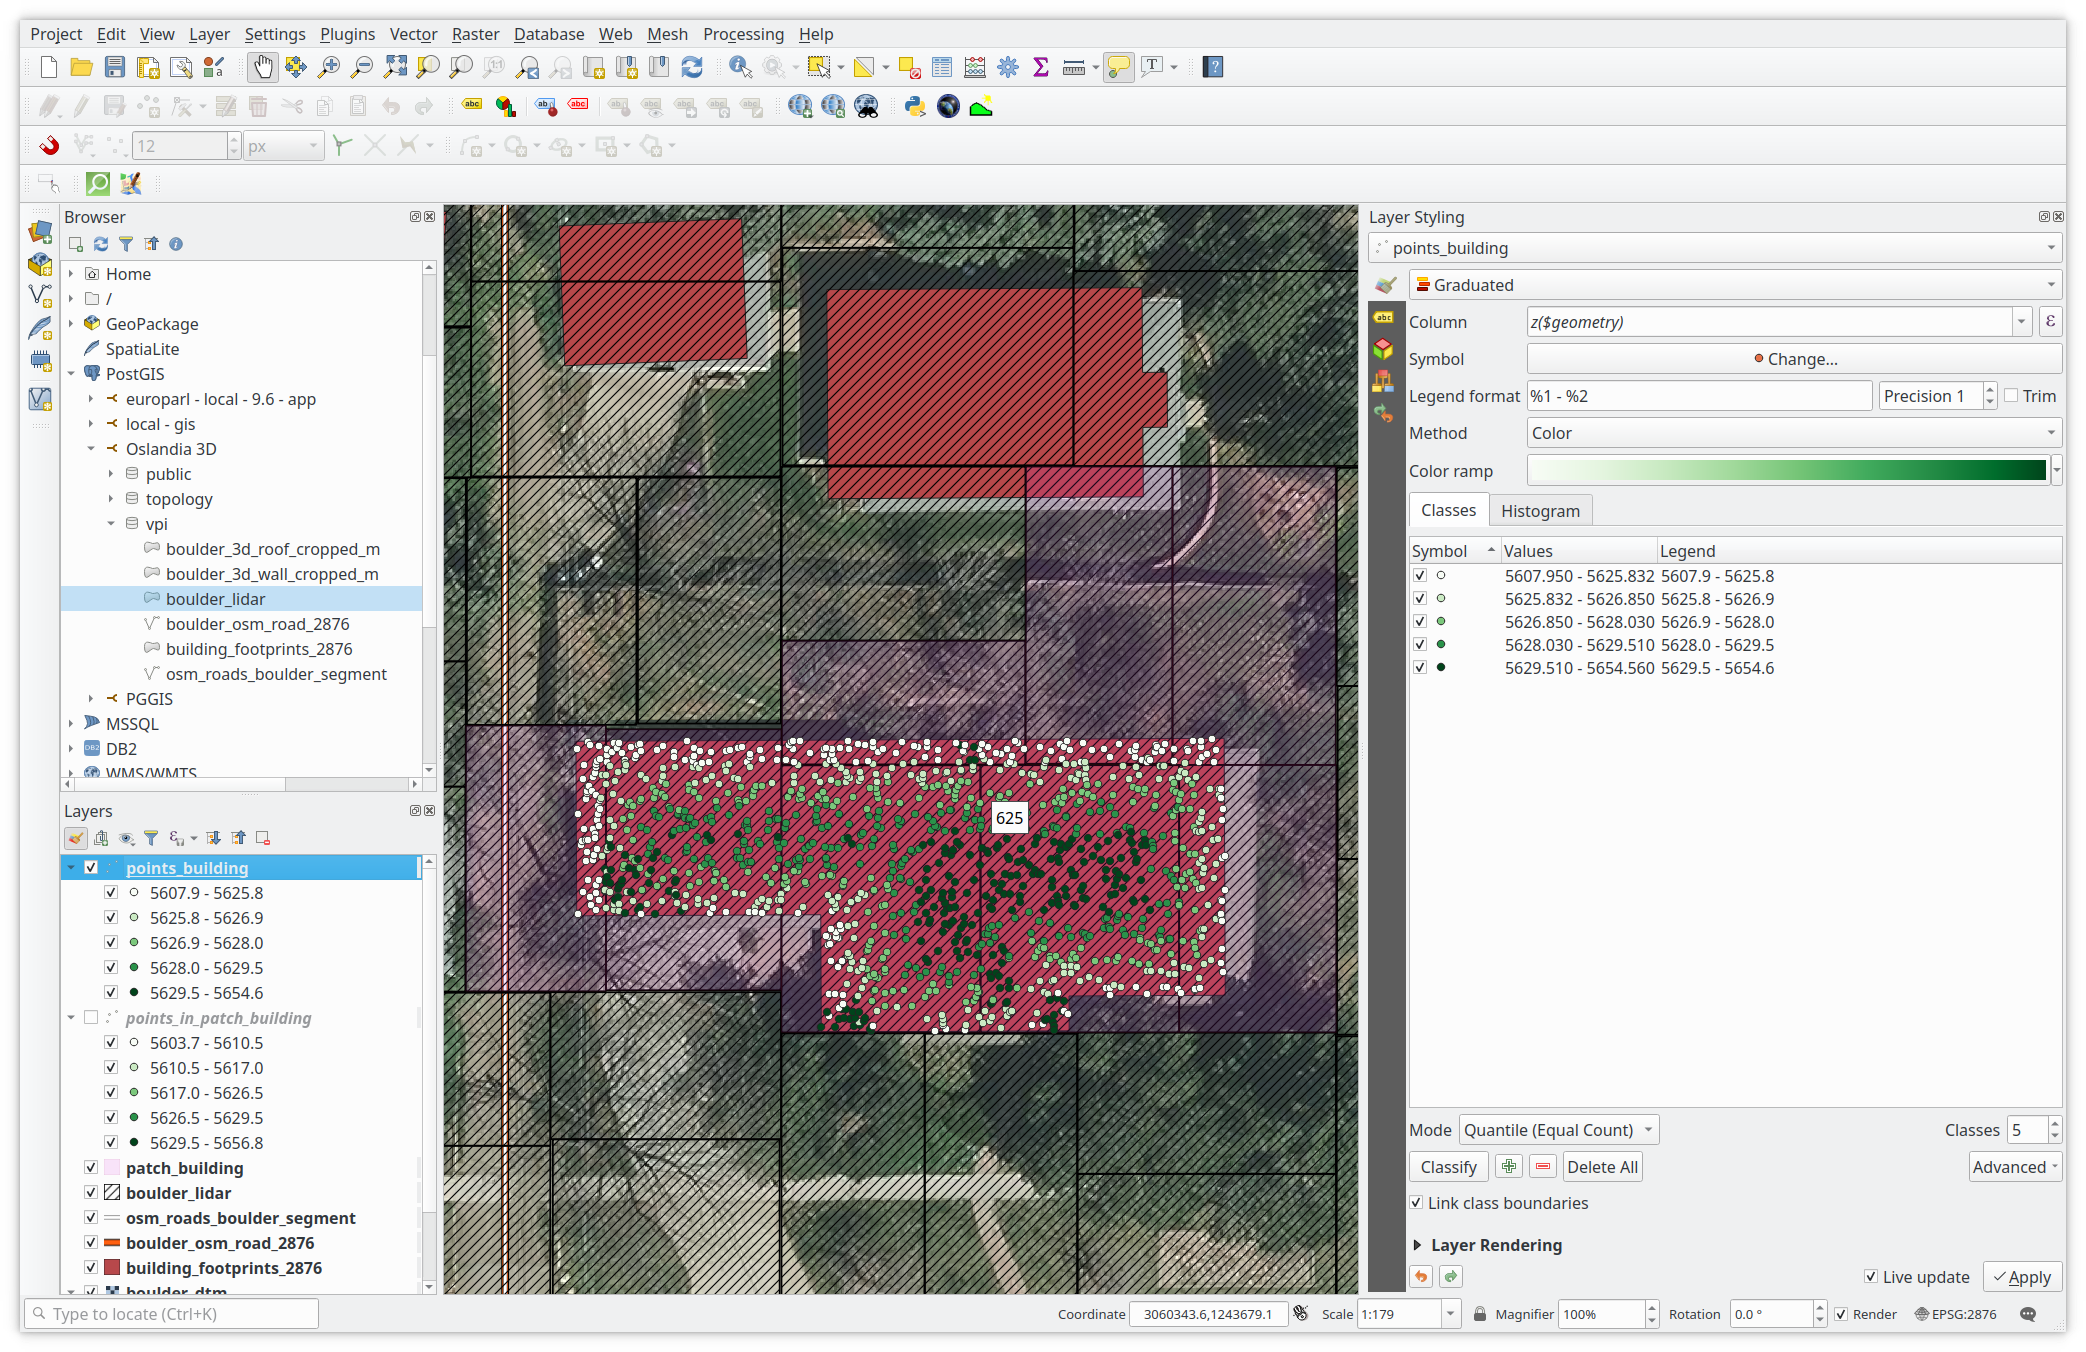 Project Edit View Layer Settings Plugins Vector Raster Database Web Mesh Processing Help
12 px
Browser
Home
/
GeoPackage
SpatiaLite
PostGIS
europarl - local - 9.6 - app
local - gis
Oslandia 3D
public
topology
vpi
boulder_3d_roof_cropped_m
boulder_3d_wall_cropped_m
boulder_lidar
boulder_osm_road_2876
building_footprints_2876
osm_roads_boulder_segment
PGGIS
MSSQL
DB2
WMS/WMTS
Layers
points_building
5607.9 - 5625.8
5625.8 - 5626.9
5626.9 - 5628.0
5628.0 - 5629.5
5629.5 - 5654.6
points_in_patch_building
5603.7 - 5610.5
5610.5 - 5617.0
5617.0 - 5626.5
5626.5 - 5629.5
5629.5 - 5656.8
patch_building
boulder_lidar
osm_roads_boulder_segment
boulder_osm_road_2876
building_footprints_2876
boulder_dtm
625
Layer Styling
points_building
Graduated
Column z($geometry) ε
Symbol Change...
Legend format %1 - %2 Precision 1 Trim
Method Color
Color ramp
Classes Histogram
Symbol Values Legend
5607.950 - 5625.832 5607.9 - 5625.8
5625.832 - 5626.850 5625.8 - 5626.9
5626.850 - 5628.030 5626.9 - 5628.0
5628.030 - 5629.510 5628.0 - 5629.5
5629.510 - 5654.560 5629.5 - 5654.6
Mode Quantile (Equal Count) Classes 5
Classify Delete All Advanced
Link class boundaries
Layer Rendering
Live update Apply
Type to locate (Ctrl+K) Coordinate 3060343.6,1243679.1 Scale 1:179 Magnifier 100% Rotation 0.0 ° Render EPSG:2876